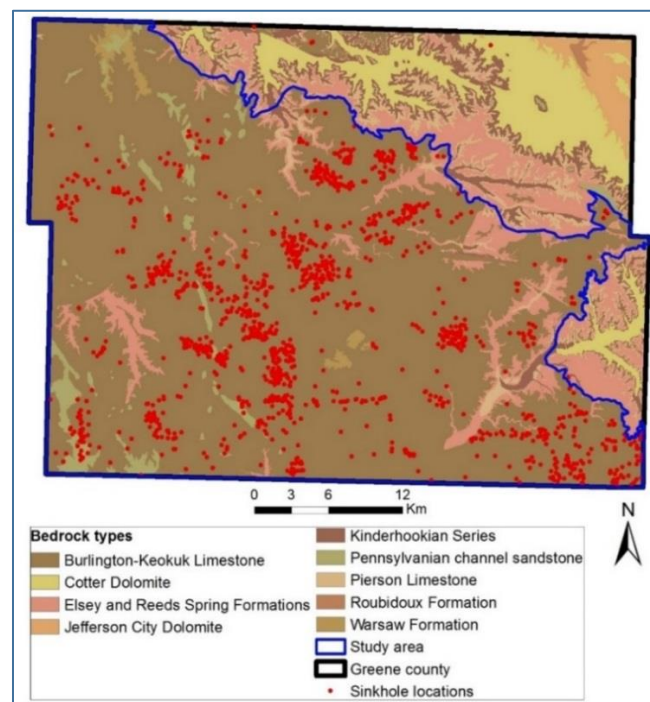 0 3 6 12
Km
N
Bedrock types
Burlington-Keokuk Limestone
Cotter Dolomite
Elsey and Reeds Spring Formations
Jefferson City Dolomite
Kinderhookian Series
Pennsylvanian channel sandstone
Pierson Limestone
Roubidoux Formation
Warsaw Formation
Study area
Greene county
Sinkhole locations